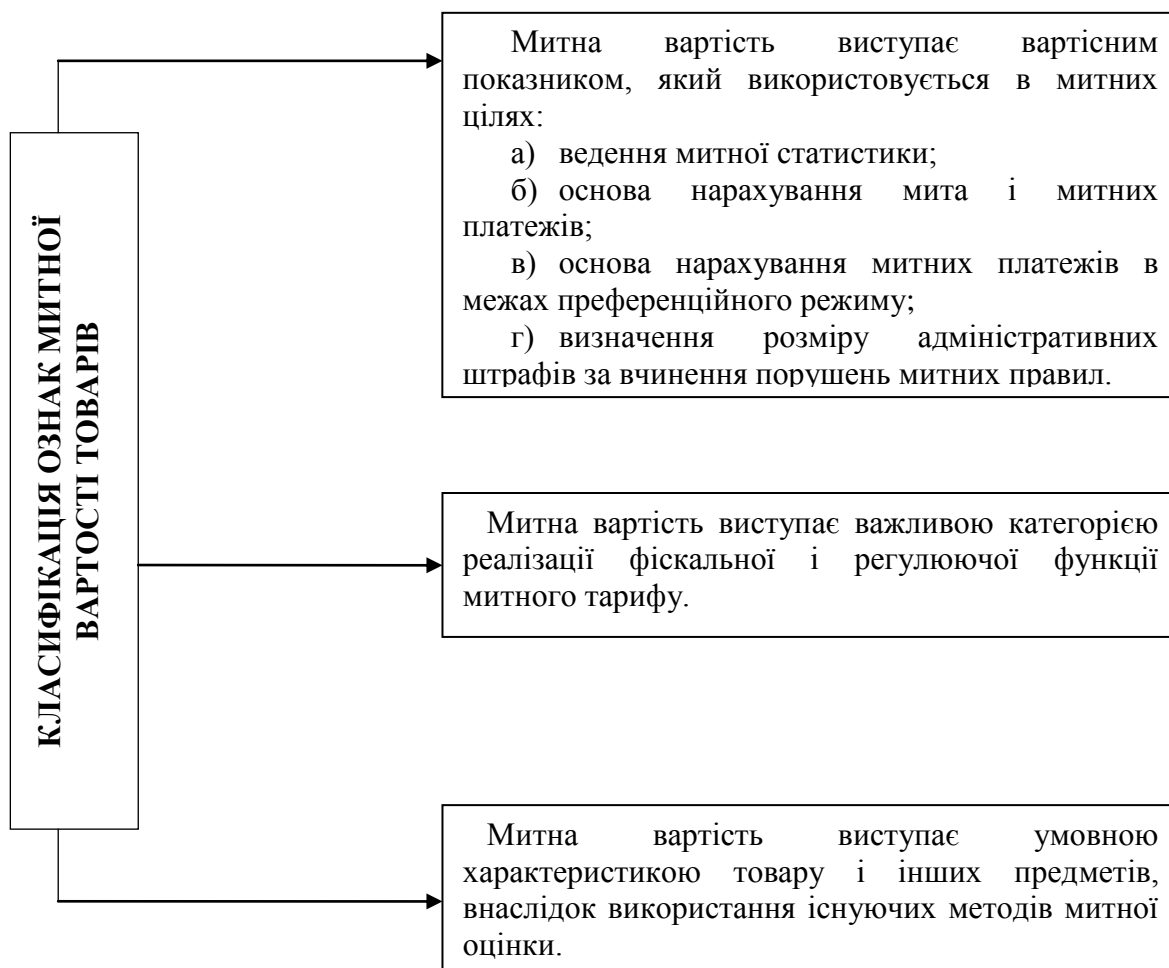 КЛАСИФІКАЦІЯ ОЗНАК МИТНОЇ
ВАРТОСТІ ТОВАРІВ
Митна вартість виступає вартісним
показником, який використовується в митних
цілях:
а) ведення митної статистики;
б) основа нарахування мита і митних
платежів;
в) основа нарахування митних платежів в
межах преференційного режиму;
г) визначення розміру адміністративних
штрафів за вчинення порушень митних правил.
Митна вартість виступає важливою категорією
реалізації фіскальної і регулюючої функції
митного тарифу.
Митна вартість виступає умовною
характеристикою товару і інших предметів,
внаслідок використання існуючих методів митної
оцінки.